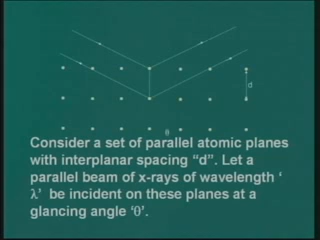 d
θ
Consider a set of parallel atomic planes
with interplanar spacing “d”. Let a
parallel beam of x-rays of wavelength ‘
λ’ be incident on these planes at a
glancing angle ‘θ’.